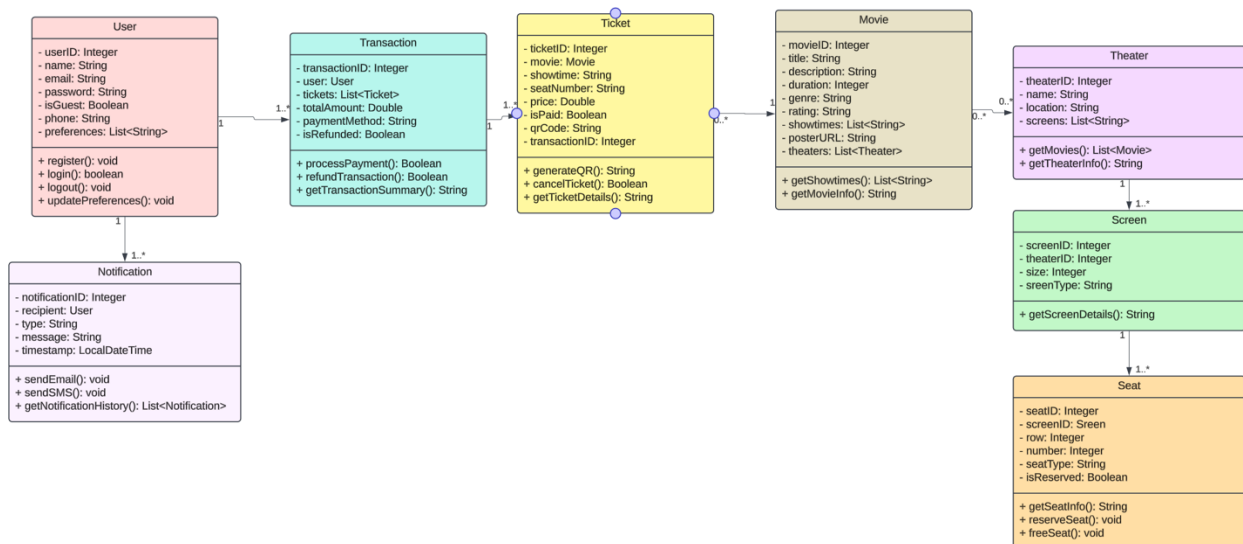 User
- userID: Integer
- name: String
- email: String
- password: String
- isGuest: Boolean
- phone: String
- preferences: List<String>
+ register(): void
+ login(): boolean
+ logout(): void
+ updatePreferences(): void
1
1..*
1
1..*
Transaction
- transactionID: Integer
- user: User
- tickets: List<Ticket>
- totalAmount: Double
- paymentMethod: String
- isRefunded: Boolean
+ processPayment(): Boolean
+ refundTransaction(): Boolean
+ getTransactionSummary(): String
1
1..*
Ticket
- ticketID: Integer
- movie: Movie
- showtime: String
- seatNumber: String
- price: Double
- isPaid: Boolean
- qrCode: String
- transactionID: Integer
+ generateQR(): String
+ cancelTicket(): Boolean
+ getTicketDetails(): String
0..*
1
Movie
- movieID: Integer
- title: String
- description: String
- duration: Integer
- genre: String
- rating: String
- showtimes: List<String>
- posterURL: String
- theaters: List<Theater>
+ getShowtimes(): List<String>
+ getMovieInfo(): String
0..*
0..*
Theater
- theaterID: Integer
- name: String
- location: String
- screens: List<String>
+ getMovies(): List<Movie>
+ getTheaterInfo(): String
1
1..*
Notification
- notificationID: Integer
- recipient: User
- type: String
- message: String
- timestamp: LocalDateTime
+ sendEmail(): void
+ sendSMS(): void
+ getNotificationHistory(): List<Notification>
Screen
- screenID: Integer
- theaterID: Integer
- size: Integer
- sreenType: String
+ getScreenDetails(): String
1
1..*
Seat
- seatID: Integer
- screenID: Sreen
- row: Integer
- number: Integer
- seatType: String
- isReserved: Boolean
+ getSeatInfo(): String
+ reserveSeat(): void
+ freeSeat(): void